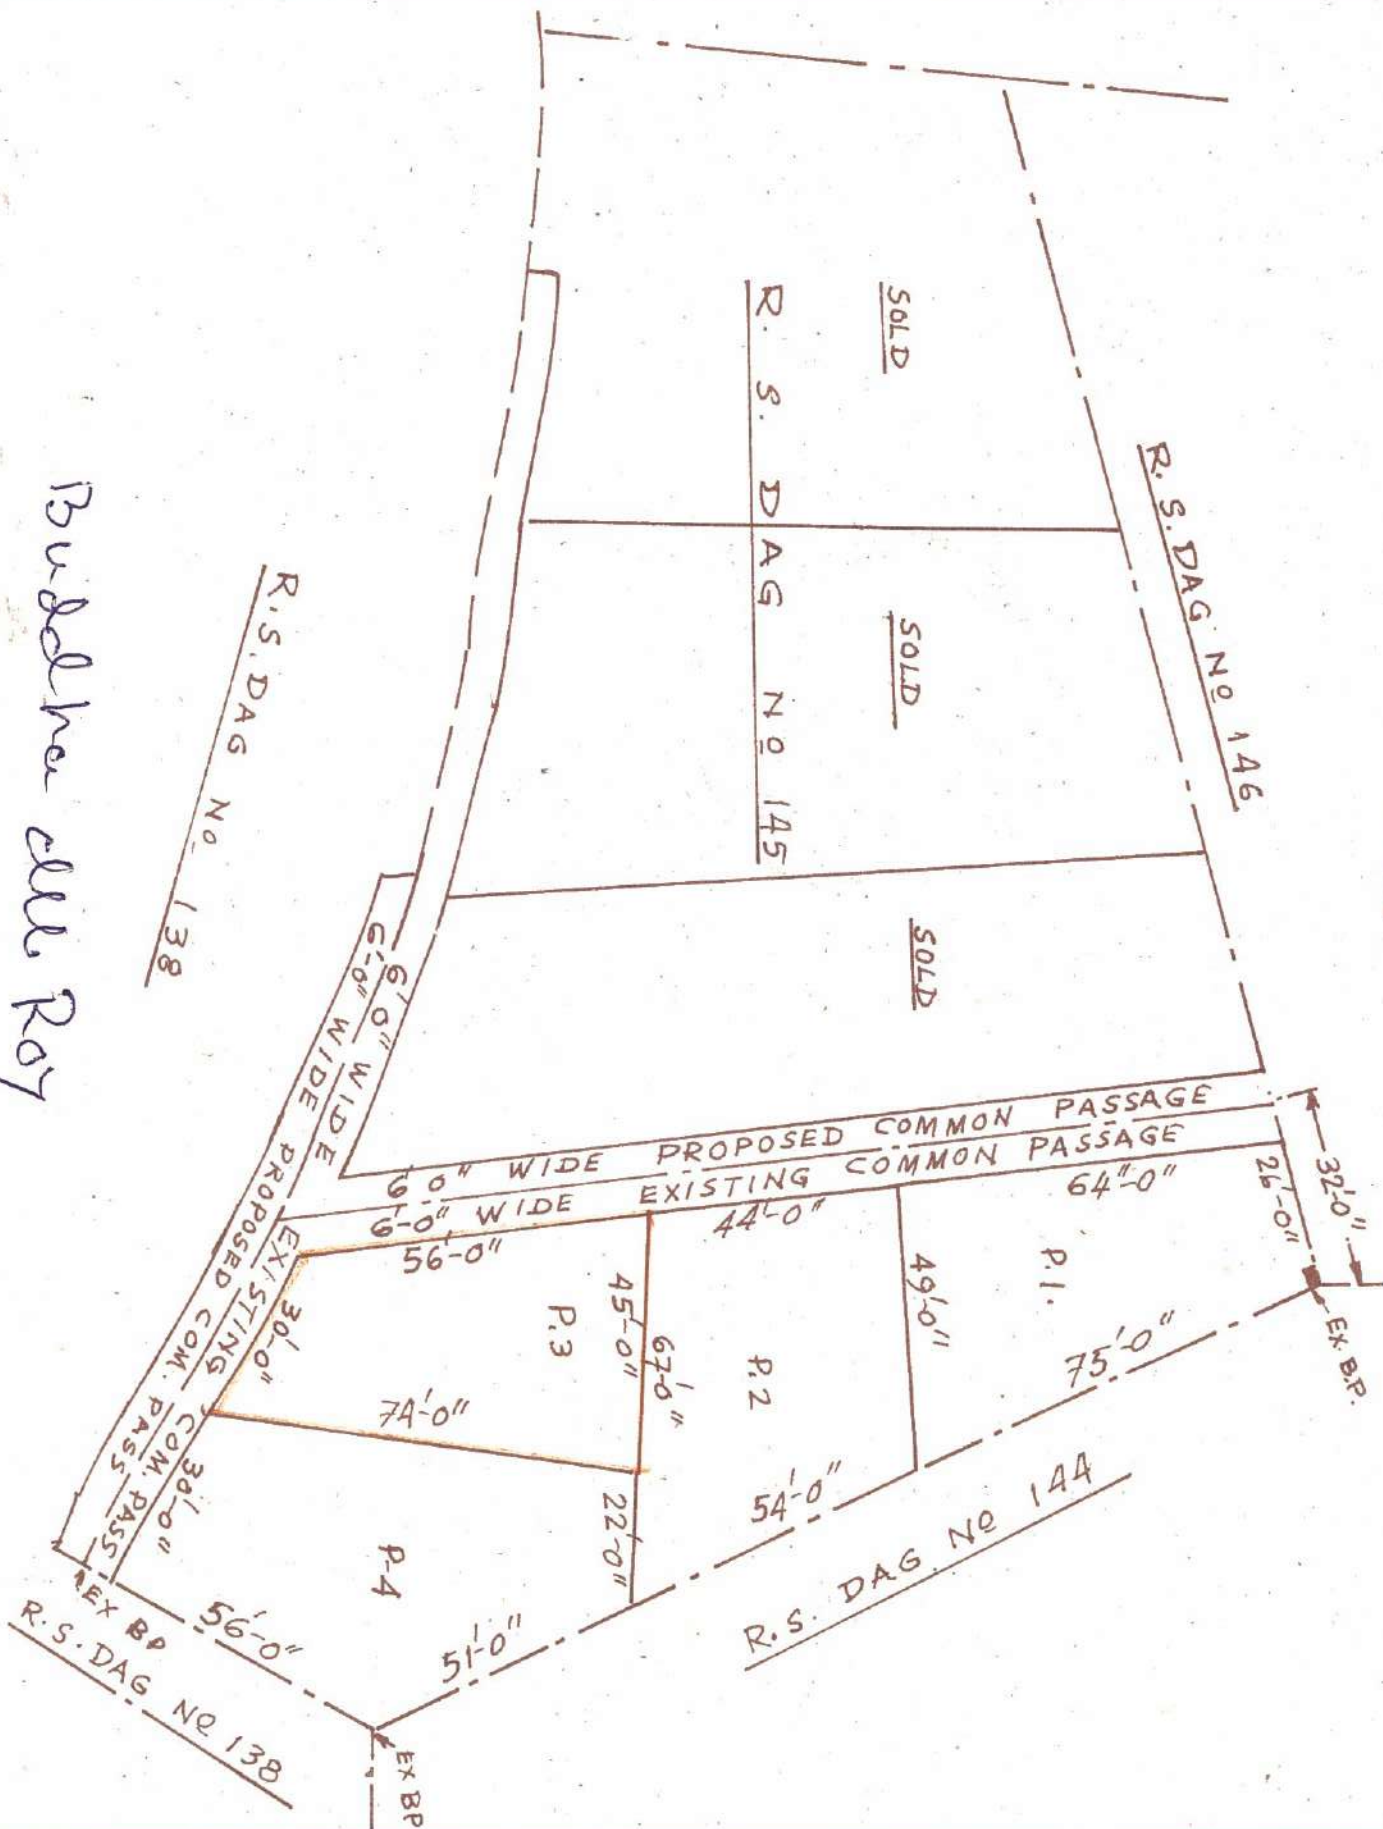 SOLD
R. S. DAG Nº 145
SOLD
SOLD
R. S. DAG Nº 146
R. S. DAG Nº 138
6'-0" WIDE EXISTING COM. PASS
6'-0" WIDE PROPOSED COM. PASS
6'-0" WIDE PROPOSED COMMON PASSAGE
6'-0" WIDE EXISTING COMMON PASSAGE
32'-0"
26'-0"
EX. B.P.
64'-0"
P.1.
75'-0"
49'-0"
44'-0"
P.2
54'-0"
67'-0"
45'-0"
22'-0"
56'-0"
P.3
30'-0"
74'-0"
P-4
30'-0"
51'-0"
56'-0"
EX BP
EX BP
R. S. DAG Nº 144
R. S. DAG Nº 138
Roy